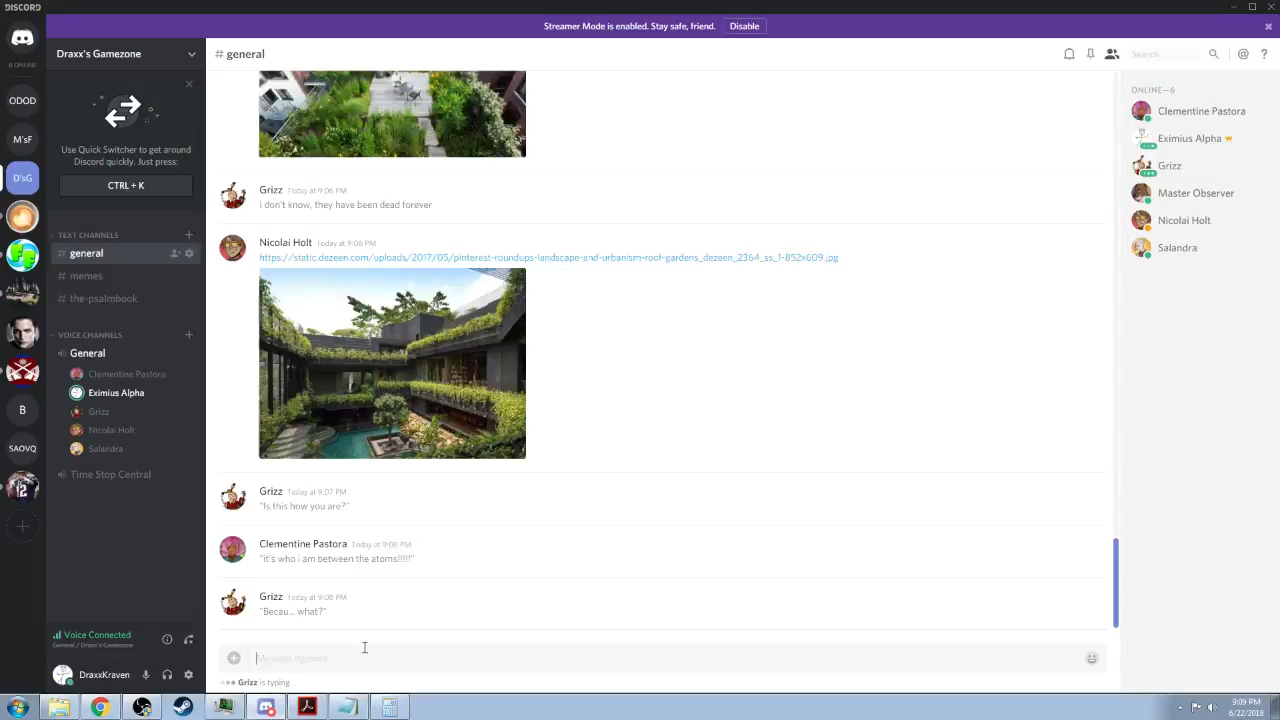 DISCORD
Streamer Mode is enabled. Stay safe, friend.
Disable
8 ONLINE
Draxx's Gamezone
# general
Search
@
?
Use Quick Switcher to get around
Discord quickly. Just press:
CTRL + K
D'sG
TEXT CHANNELS
general
memes
the-psalmbook
VOICE CHANNELS
General
Clementine Pastora
Eximius Alpha
Grizz
Nicolai Holt
Salandra
Time Stop Central
B
SAOVQ
Voice Connected
General / Draxx's Gamezone
DraxxKraven
Grizz Today at 9:06 PM
i don't know, they have been dead forever
Nicolai Holt Today at 9:06 PM
https://static.dezeen.com/uploads/2017/05/pinterest-roundups-landscape-and-urbanism-roof-gardens_dezeen_2364_ss_1-852x609.jpg
Grizz Today at 9:07 PM
"Is this how you are?"
Clementine Pastora Today at 9:08 PM
"it's who i am between the atoms!!!!!"
Grizz Today at 9:08 PM
"Becau... what?"
Message #general
Grizz is typing...
ONLINE—6
Clementine Pastora
Eximius Alpha
Grizz
Master Observer
Nicolai Holt
Salandra
9:09 PM
6/22/2018